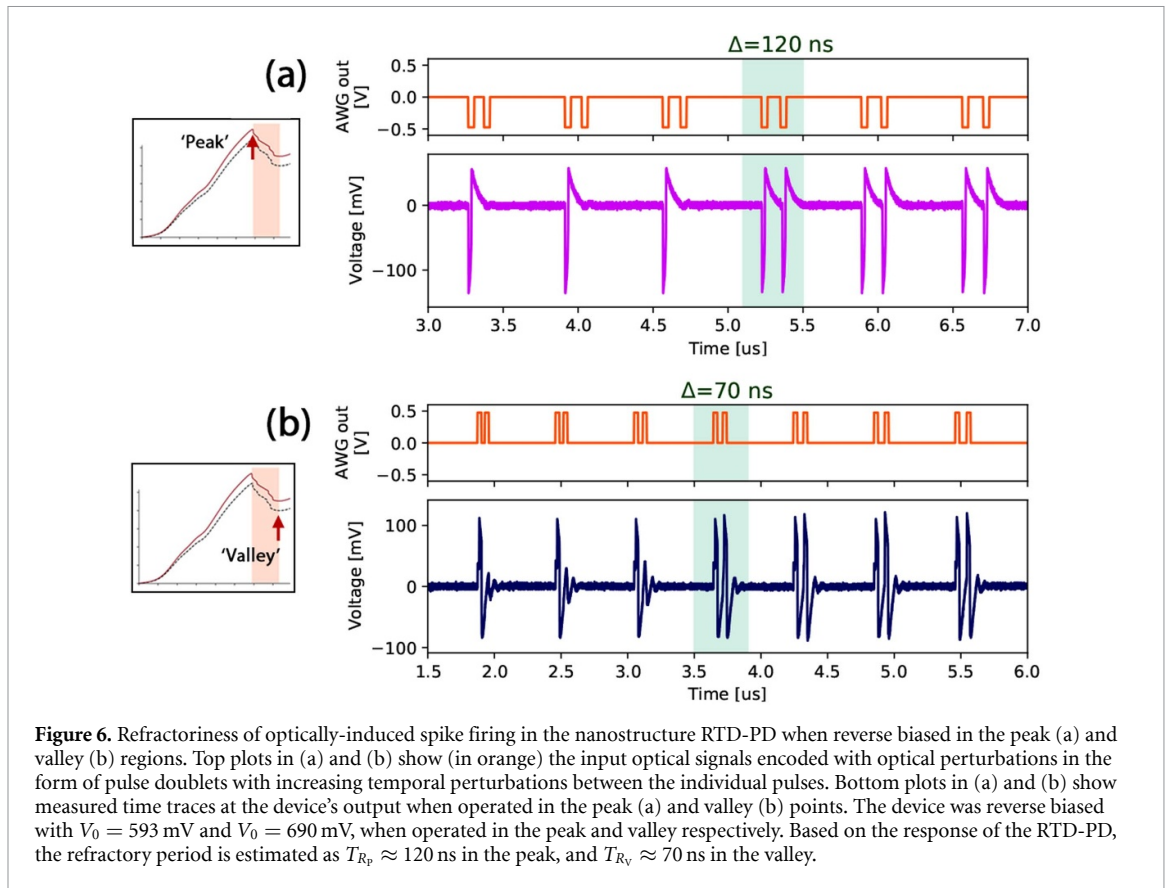 (a)
'Peak'
Δ=120 ns
AWG out
[V]
0.5
0.0
−0.5
Voltage [mV]
0
−100
3.0 3.5 4.0 4.5 5.0 5.5 6.0 6.5 7.0
Time [us]
(b)
'Valley'
Δ=70 ns
AWG out
[V]
0.5
0.0
−0.5
Voltage [mV]
100
0
−100
1.5 2.0 2.5 3.0 3.5 4.0 4.5 5.0 5.5 6.0
Time [us]
Figure 6. Refractoriness of optically-induced spike firing in the nanostructure RTD-PD when reverse biased in the peak (a) and
valley (b) regions. Top plots in (a) and (b) show (in orange) the input optical signals encoded with optical perturbations in the
form of pulse doublets with increasing temporal perturbations between the individual pulses. Bottom plots in (a) and (b) show
measured time traces at the device's output when operated in the peak (a) and valley (b) points. The device was reverse biased
with V₀ = 593 mV and V₀ = 690 mV, when operated in the peak and valley respectively. Based on the response of the RTD-PD,
the refractory period is estimated as T_{R_P} ≈ 120 ns in the peak, and T_{R_V} ≈ 70 ns in the valley.